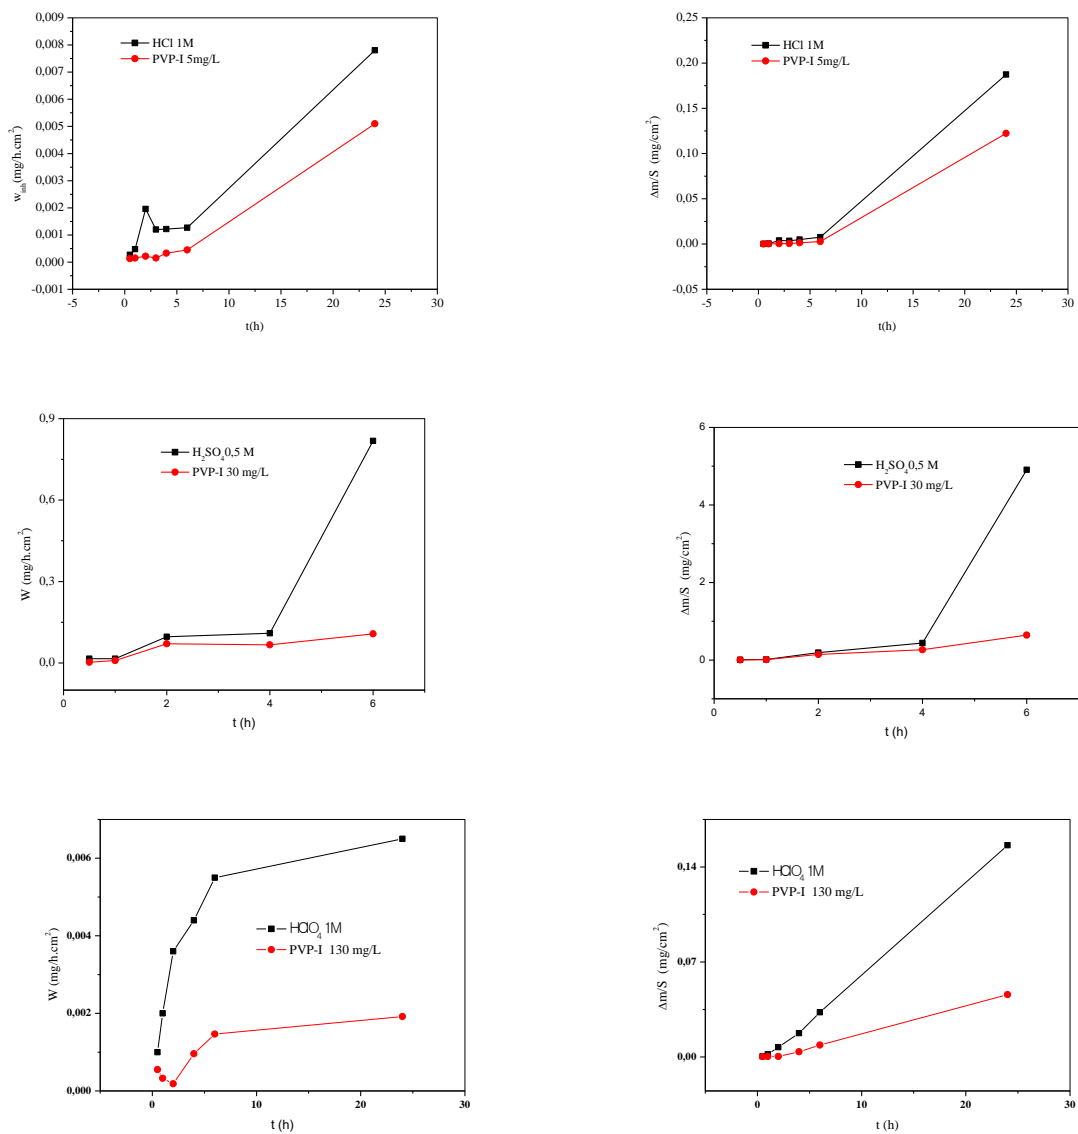 0,009
0,008
0,007
0,006
0,005
0,004
0,003
0,002
0,001
0,000
-0,001
w_inh (mg/h.cm²)
HCl 1M
PVP-I 5mg/L
-5 0 5 10 15 20 25 30
t(h)
0,25
0,20
0,15
0,10
0,05
0,00
-0,05
Δm/S (mg/cm²)
HCl 1M
PVP-I 5mg/L
-5 0 5 10 15 20 25 30
t(h)
0,9
0,6
0,3
0,0
W (mg/h.cm²)
H₂SO₄0,5 M
PVP-I 30 mg/L
0 2 4 6
t (h)
6
4
2
0
Δm/S (mg/cm²)
H₂SO₄0,5 M
PVP-I 30 mg/L
0 2 4 6
t (h)
0,006
0,004
0,002
0,000
W (mg/h.cm²)
HClO₄ 1M
PVP-I 130 mg/L
0 10 20 30
t (h)
0,14
0,07
0,00
Δm/S (mg/cm²)
HClO₄ 1M
PVP-I 130 mg/L
0 10 20 30
t (h)